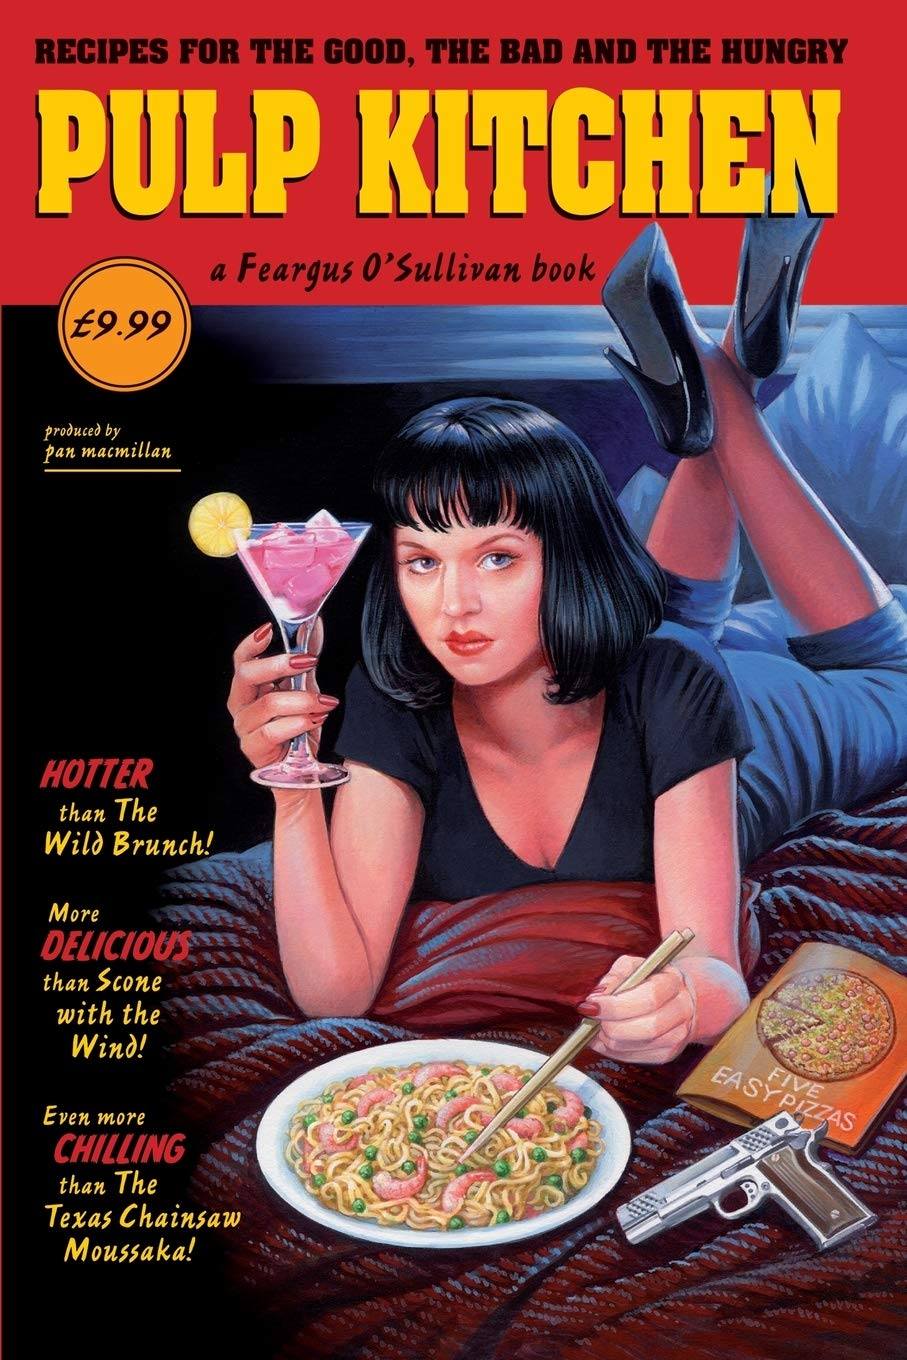 RECIPES FOR THE GOOD, THE BAD AND THE HUNGRY
PULP KITCHEN
a Feargus O'Sullivan book
£9.99
produced by
pan macmillan
HOTTER
than The
Wild Brunch!
More
DELICIOUS
than Scone
with the
Wind!
Even more
CHILLING
than The
Texas Chainsaw
Moussaka!
FIVE
EASY PIZZAS